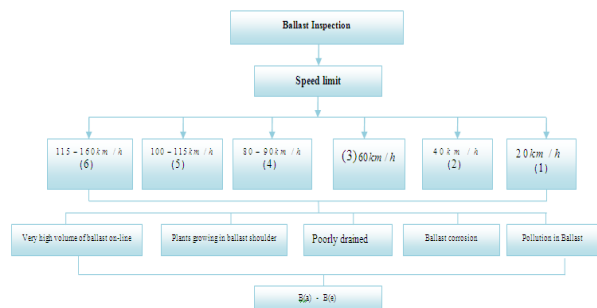 Ballast Inspection
Speed limit
115 – 160 km / h
(6)
100 – 115 km / h
(5)
80 – 90 km / h
(4)
(3) 60 km / h
40 km / h
(2)
20 km / h
(1)
Very high volume of ballast on-line
Plants growing in ballast shoulder
Poorly drained
Ballast corrosion
Pollution in Ballast
B(a) - B(e)